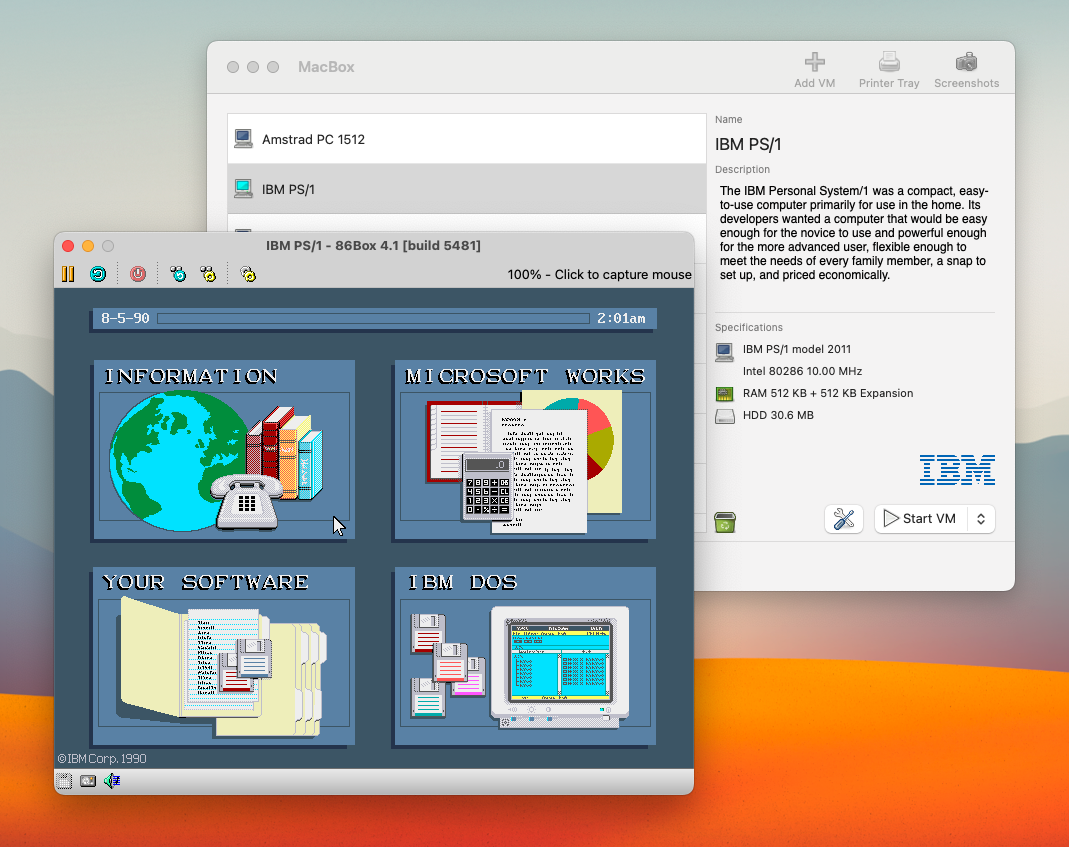 MacBox
Add VM
Printer Tray
Screenshots
Amstrad PC 1512
IBM PS/1
Name
IBM PS/1
Description
The IBM Personal System/1 was a compact, easy-
to-use computer primarily for use in the home. Its
developers wanted a computer that would be easy
enough for the novice to use and powerful enough
for the more advanced user, flexible enough to
meet the needs of every family member, a snap to
set up, and priced economically.
Specifications
IBM PS/1 model 2011
Intel 80286 10.00 MHz
RAM 512 KB + 512 KB Expansion
HDD 30.6 MB
IBM
Start VM
IBM PS/1 - 86Box 4.1 [build 5481]
100% - Click to capture mouse
8-5-90
2:01am
INFORMATION
MICROSOFT WORKS
YOUR SOFTWARE
IBM DOS
©IBM Corp. 1990